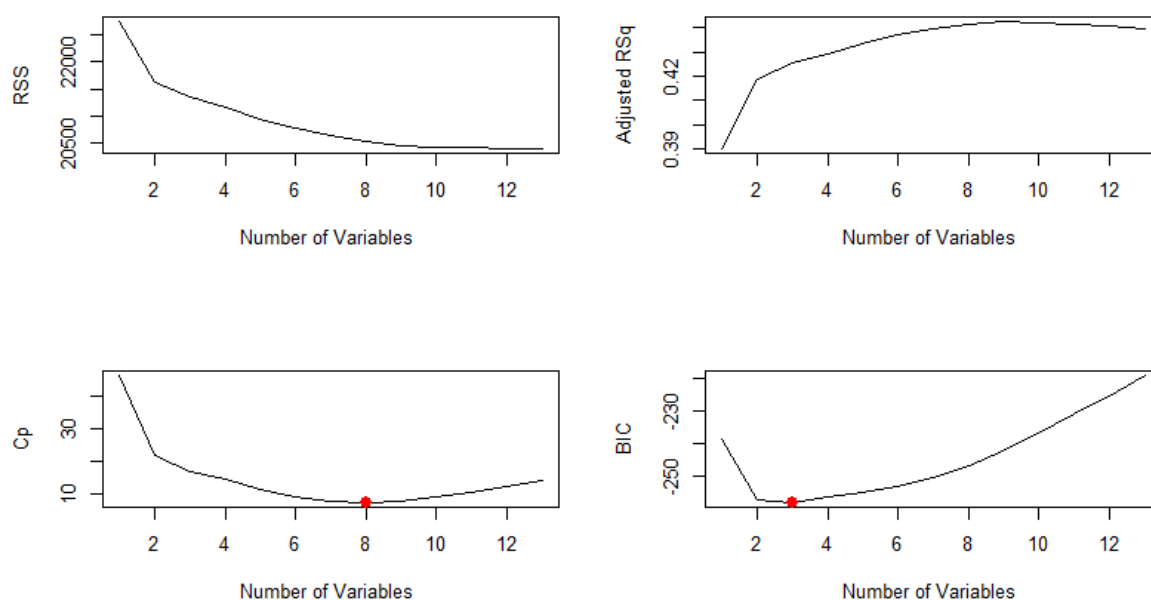 RSS
22000
20500
2 4 6 8 10 12
Number of Variables
Adjusted RSq
0.42
0.39
2 4 6 8 10 12
Number of Variables
Cp
30
10
2 4 6 8 10 12
Number of Variables
BIC
-230
-250
2 4 6 8 10 12
Number of Variables